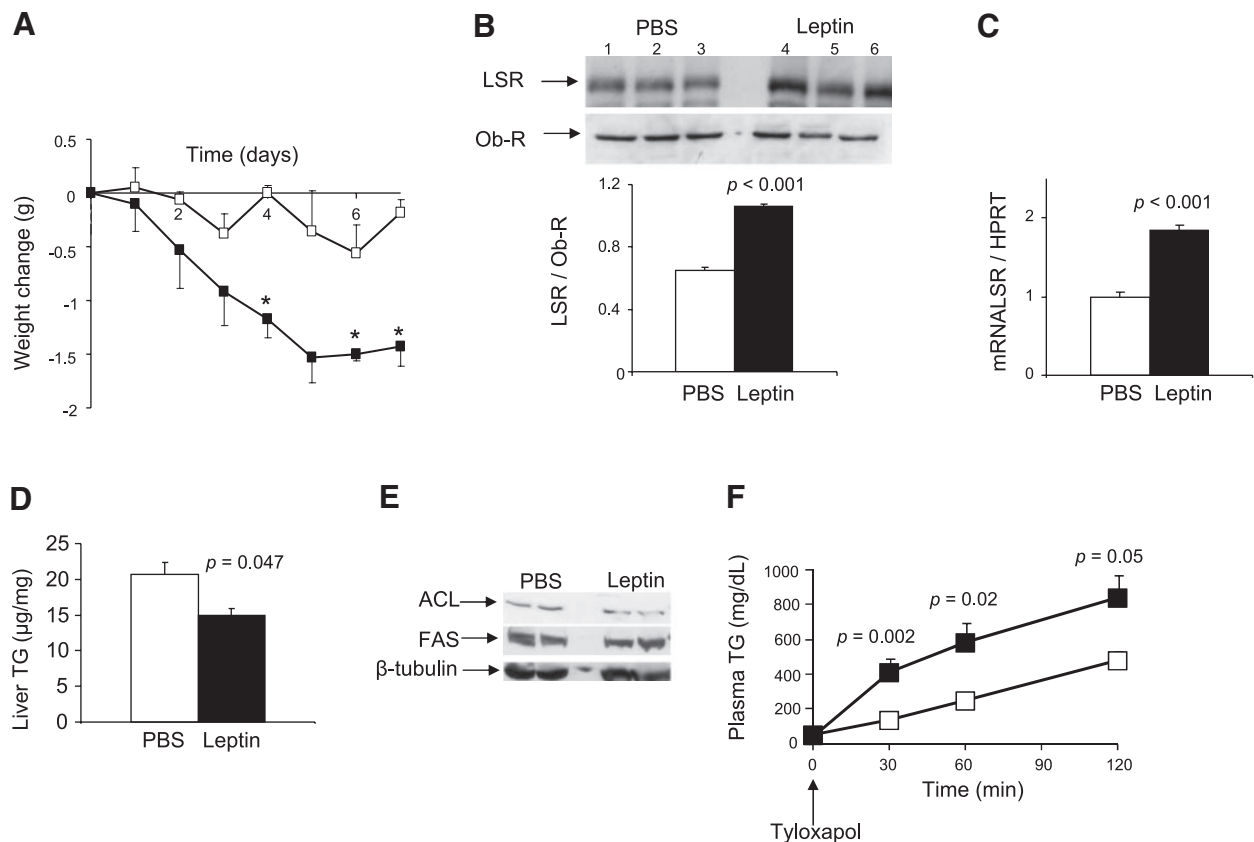 A
Time (days)
Weight change (g)
0.5
0
-0.5
-1
-1.5
-2
2
4
6
*
*
*
B
PBS
Leptin
1
2
3
4
5
6
LSR
Ob-R
LSR / Ob-R
1.2
0.8
0.4
0
p < 0.001
PBS
Leptin
C
mRNALSR / HPRT
2
1
0
p < 0.001
PBS
Leptin
D
Liver TG (µg/mg)
25
20
15
10
5
0
p = 0.047
PBS
Leptin
E
PBS
Leptin
ACL
FAS
β-tubulin
F
Plasma TG (mg/dL)
1000
800
600
400
200
0
p = 0.002
p = 0.02
p = 0.05
0
30
60
90
120
Time (min)
Tyloxapol